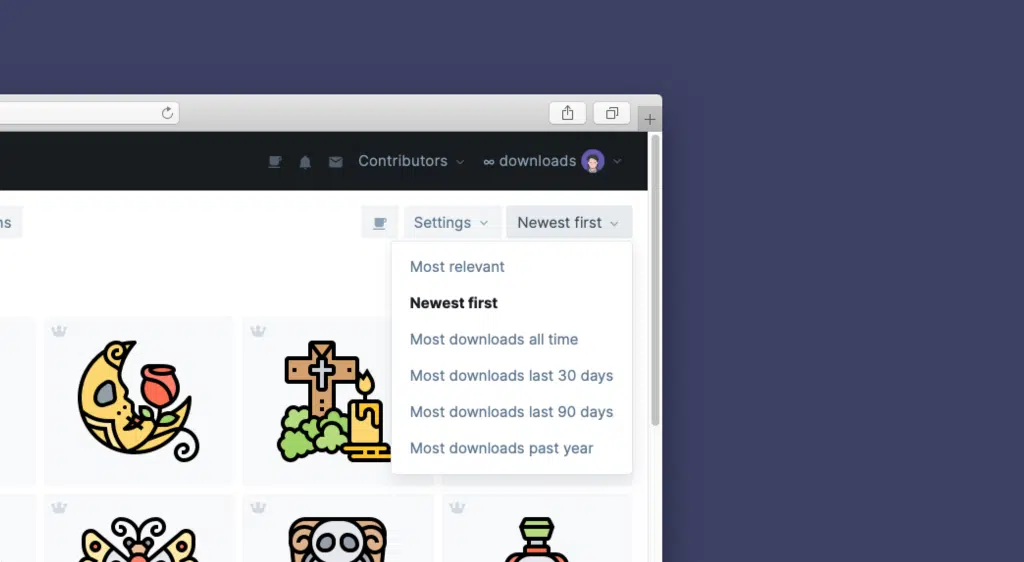 Contributors
∞ downloads
Settings
Newest first
Most relevant
Newest first
Most downloads all time
Most downloads last 30 days
Most downloads last 90 days
Most downloads past year